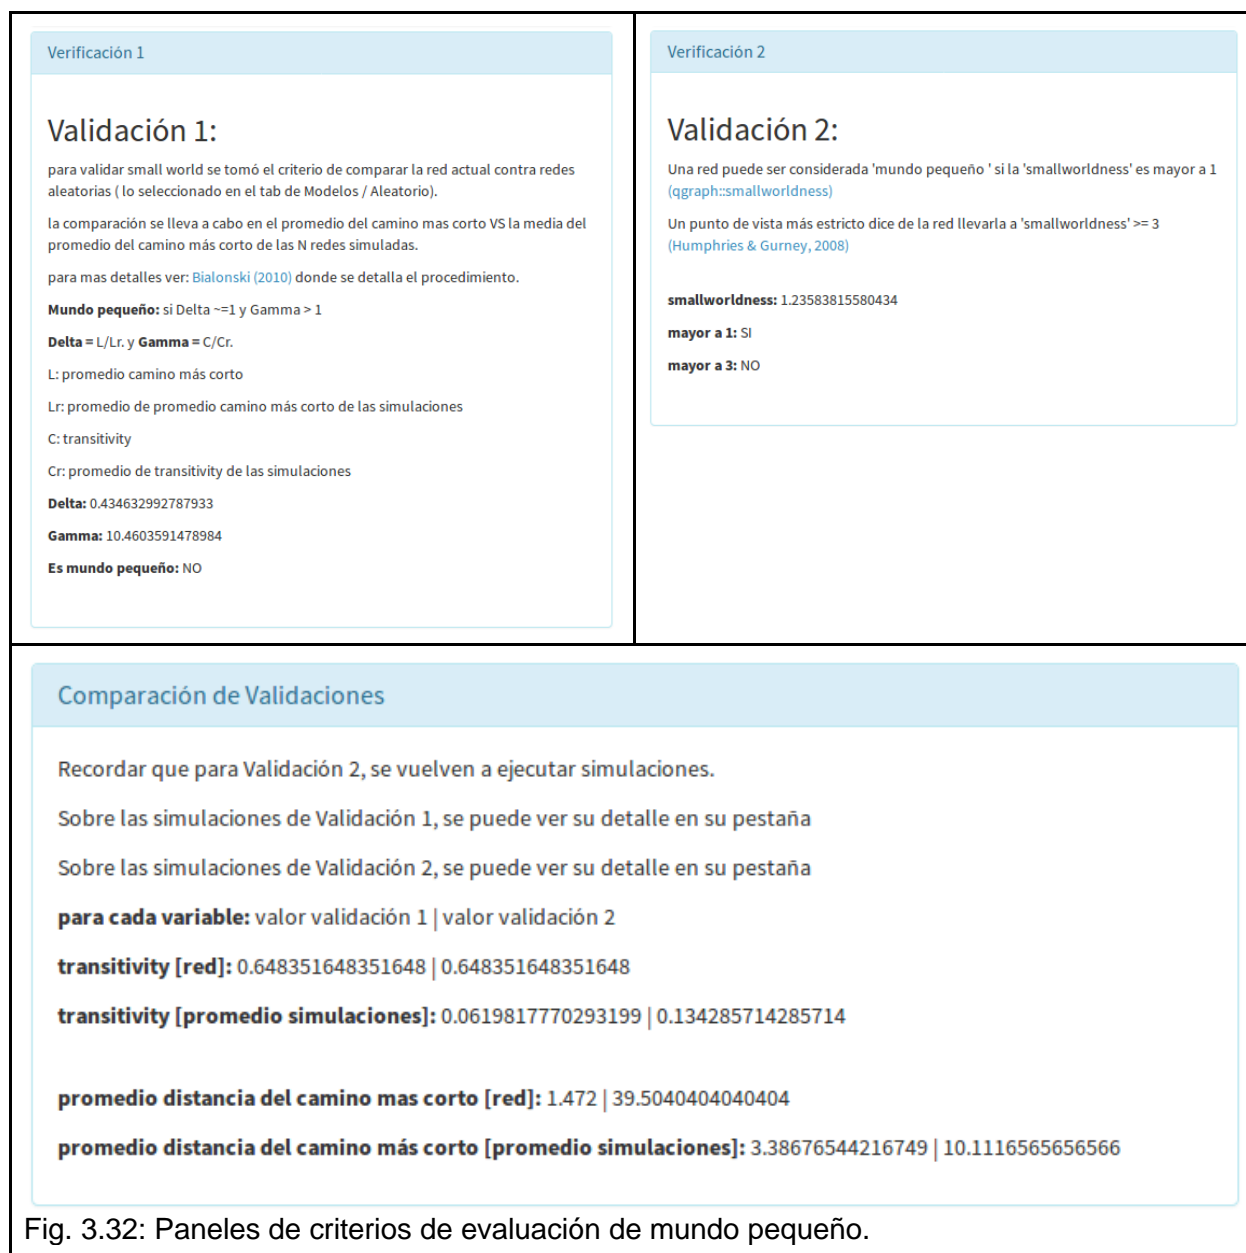 Verificación 1
Validación 1:
para validar small world se tomó el criterio de comparar la red actual contra redes
aleatorias ( lo seleccionado en el tab de Modelos / Aleatorio).
la comparación se lleva a cabo en el promedio del camino mas corto VS la media del
promedio del camino más corto de las N redes simuladas.
para mas detalles ver: Bialonski (2010) donde se detalla el procedimiento.
Mundo pequeño: si Delta ~=1 y Gamma > 1
Delta = L/Lr. y Gamma = C/Cr.
L: promedio camino más corto
Lr: promedio de promedio camino más corto de las simulaciones
C: transitivity
Cr: promedio de transitivity de las simulaciones
Delta: 0.434632992787933
Gamma: 10.4603591478984
Es mundo pequeño: NO
Verificación 2
Validación 2:
Una red puede ser considerada 'mundo pequeño ' si la 'smallworldness' es mayor a 1
(qgraph::smallworldness)
Un punto de vista más estricto dice de la red llevarla a 'smallworldness' >= 3
(Humphries & Gurney, 2008)
smallworldness: 1.23583815580434
mayor a 1: SI
mayor a 3: NO
Comparación de Validaciones
Recordar que para Validación 2, se vuelven a ejecutar simulaciones.
Sobre las simulaciones de Validación 1, se puede ver su detalle en su pestaña
Sobre las simulaciones de Validación 2, se puede ver su detalle en su pestaña
para cada variable: valor validación 1 | valor validación 2
transitivity [red]: 0.648351648351648 | 0.648351648351648
transitivity [promedio simulaciones]: 0.0619817770293199 | 0.134285714285714
promedio distancia del camino mas corto [red]: 1.472 | 39.5040404040404
promedio distancia del camino más corto [promedio simulaciones]: 3.38676544216749 | 10.1116565656566
Fig. 3.32: Paneles de criterios de evaluación de mundo pequeño.